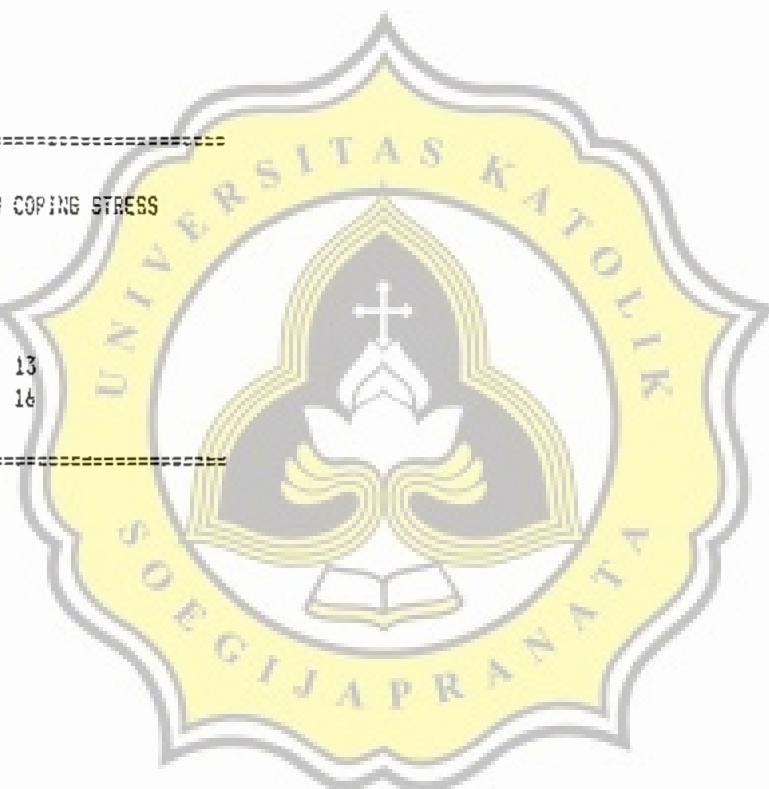 COPING STRESS
13
16
UNIVERSITAS KATOLIK
SOEGIJAPRANATA